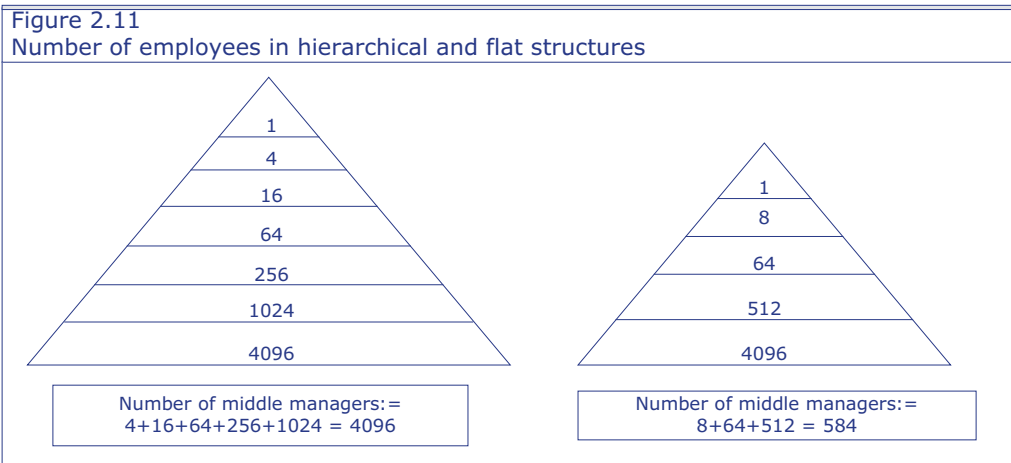 Figure 2.11
Number of employees in hierarchical and flat structures
1
4
16
64
256
1024
4096
Number of middle managers:=
4+16+64+256+1024 = 4096
1
8
64
512
4096
Number of middle managers:=
8+64+512 = 584